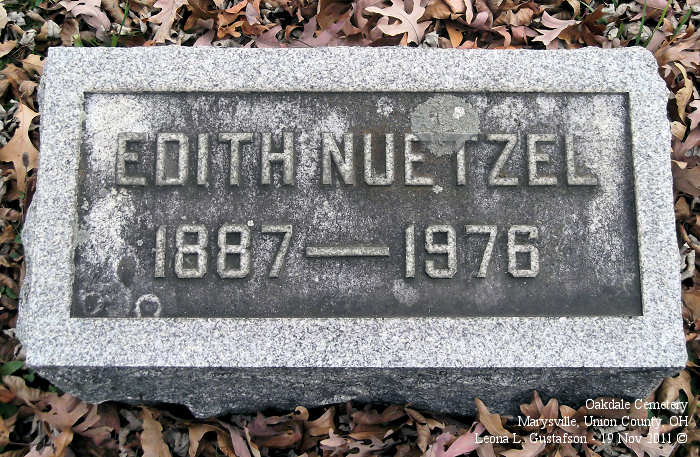 EDITH NUETZEL
1887 — 1976
Oakdale Cemetery
Marysville, Union County, OH
Leona L. Gustafson - 19 Nov 2011 ©